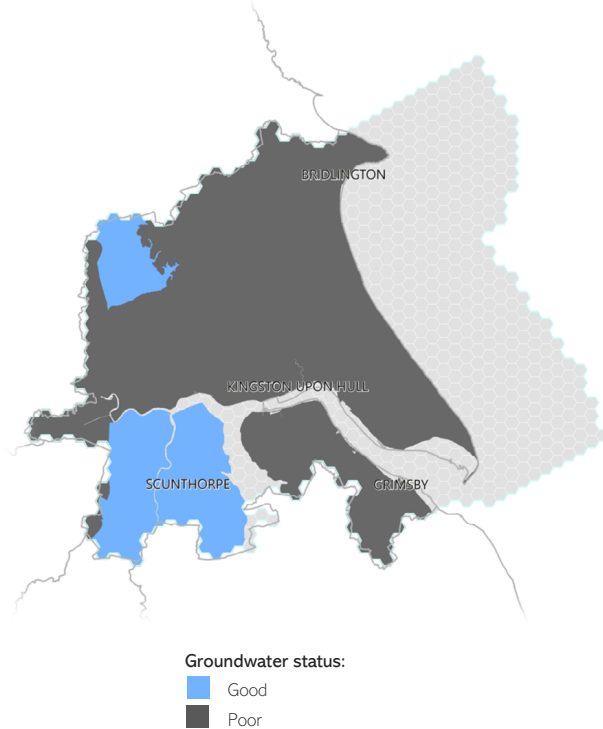 BRIDLINGTON
KINGSTON UPON HULL
SCUNTHORPE
GRIMSBY
Groundwater status:
Good
Poor